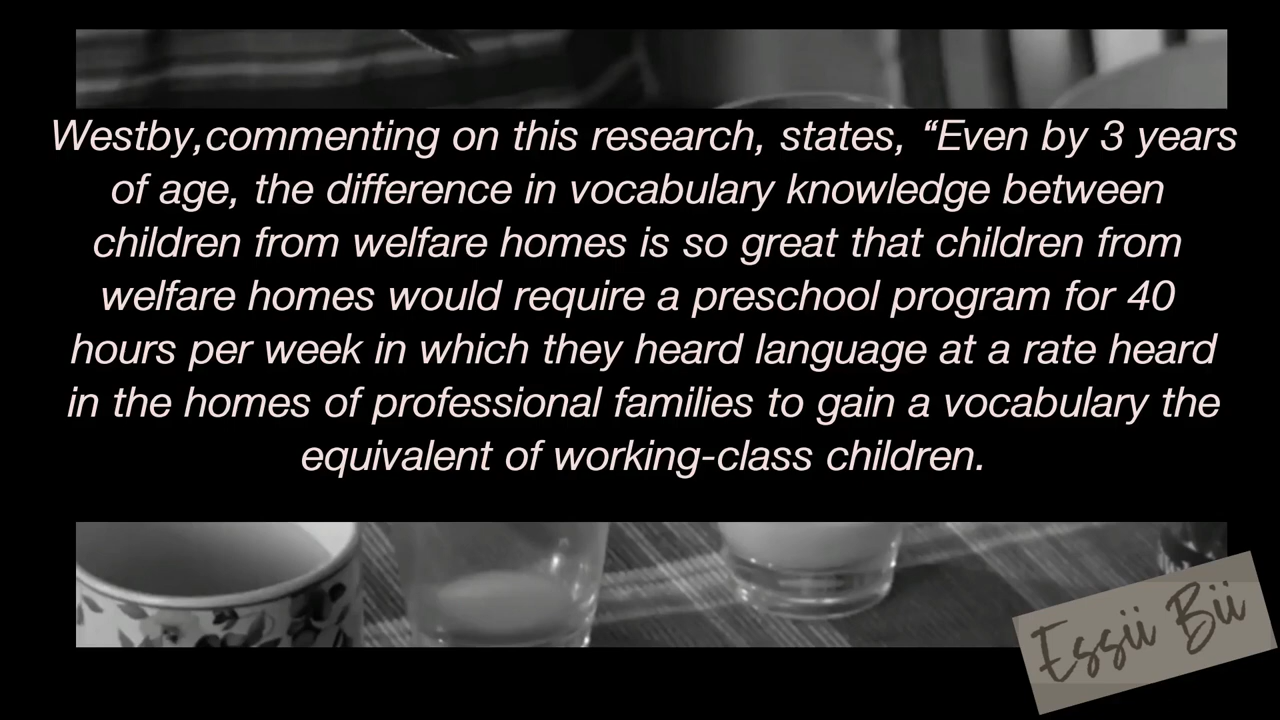 Westby,commenting on this research, states, “Even by 3 years
of age, the difference in vocabulary knowledge between
children from welfare homes is so great that children from
welfare homes would require a preschool program for 40
hours per week in which they heard language at a rate heard
in the homes of professional families to gain a vocabulary the
equivalent of working-class children.
Essii Bii